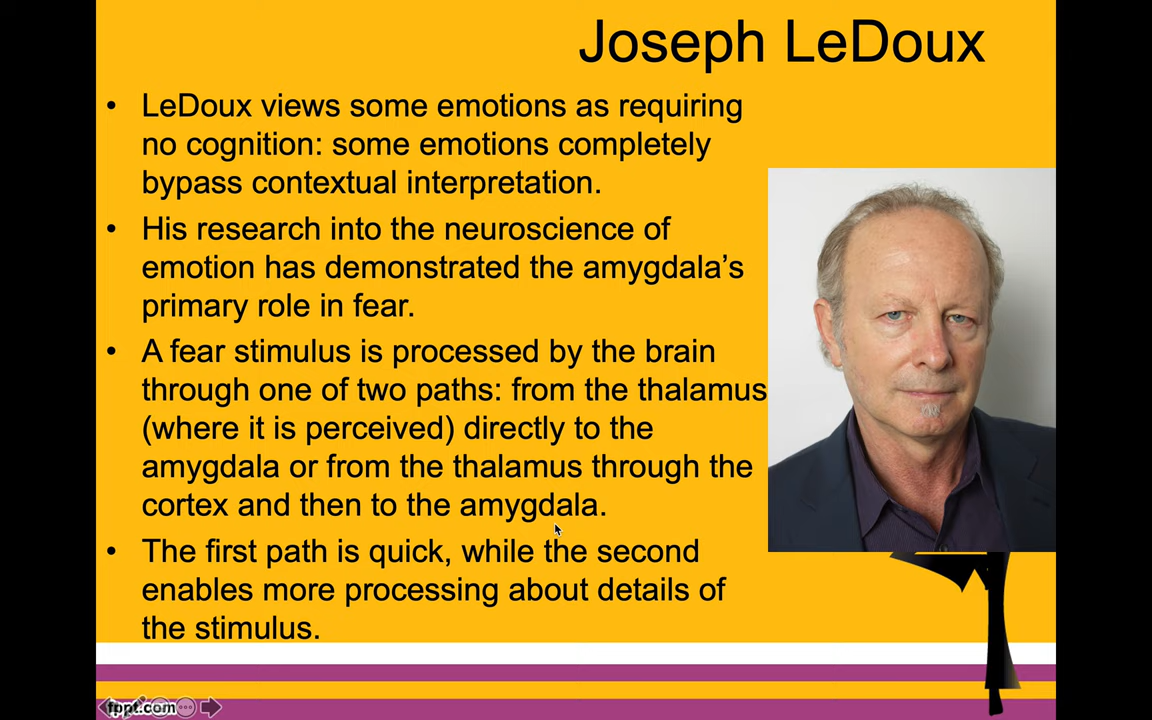 Joseph LeDoux
• LeDoux views some emotions as requiring
no cognition: some emotions completely
bypass contextual interpretation.
• His research into the neuroscience of
emotion has demonstrated the amygdala’s
primary role in fear.
• A fear stimulus is processed by the brain
through one of two paths: from the thalamus
(where it is perceived) directly to the
amygdala or from the thalamus through the
cortex and then to the amygdala.
• The first path is quick, while the second
enables more processing about details of
the stimulus.
fppt.com